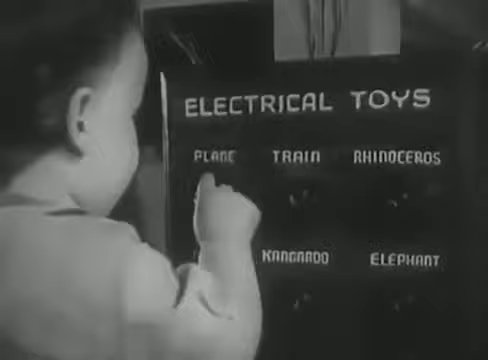 ELECTRICAL TOYS
PLANE TRAIN RHINOCEROS
KANGAROO ELEPHANT